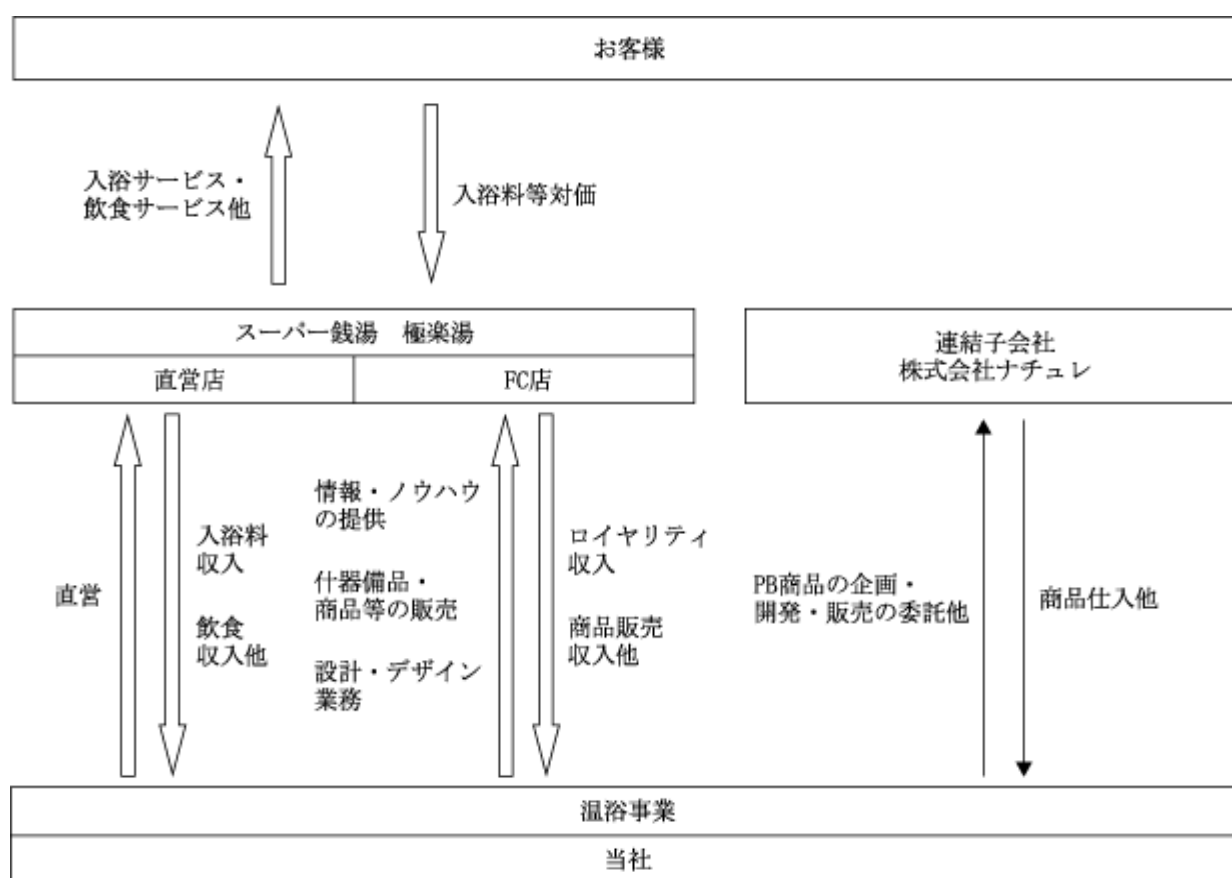 お客様
入浴サービス・
飲食サービス他
入浴料等対価
スーパー銭湯 極楽湯
直営店
FC店
連結子会社
株式会社ナチュレ
直営
入浴料
収入
飲食
収入他
情報・ノウハウ
の提供
什器備品・
商品等の販売
設計・デザイン
業務
ロイヤリティ
収入
商品販売
収入他
PB商品の企画・
開発・販売の委託他
商品仕入他
温浴事業
当社